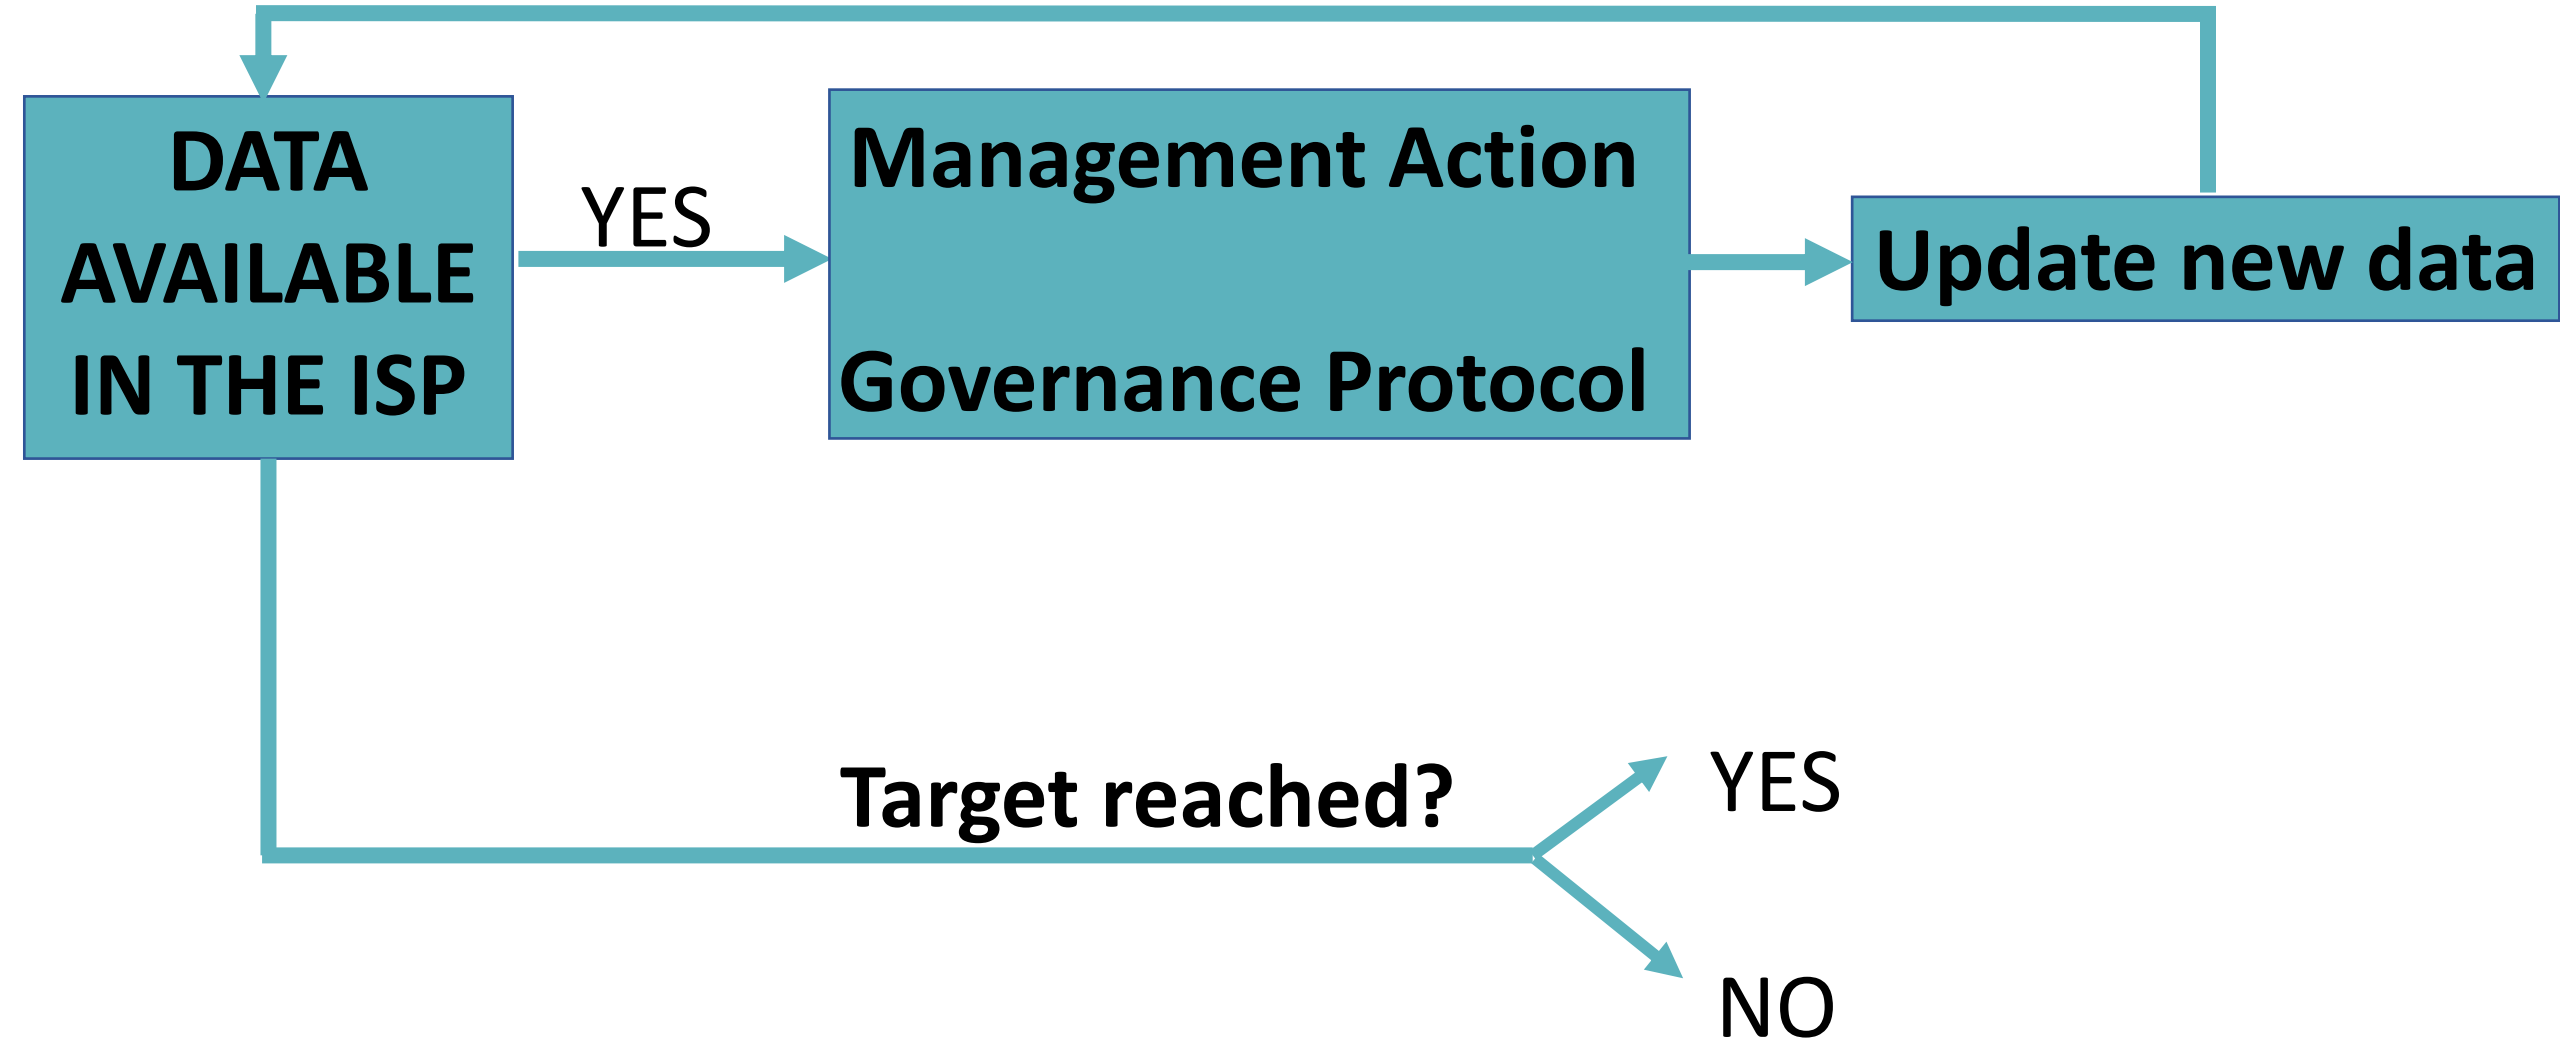 DATA
AVAILABLE
IN THE ISP
YES
Management Action
Governance Protocol
Update new data
Target reached?
YES
NO